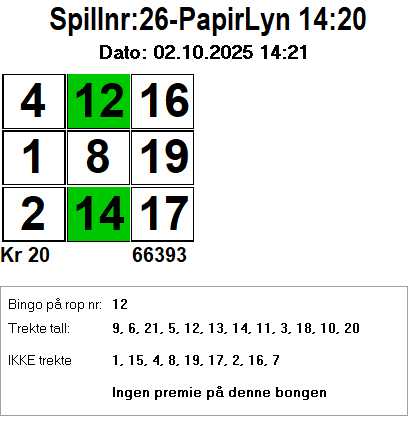 Spillnr:26-PapirLyn 14:20
Dato: 02.10.2025 14:21
4 12 16
1 8 19
2 14 17
Kr 20 66393
Bingo på rop nr: 12
Trekte tall: 9, 6, 21, 5, 12, 13, 14, 11, 3, 18, 10, 20
IKKE trekte 1, 15, 4, 8, 19, 17, 2, 16, 7
Ingen premie på denne bongen